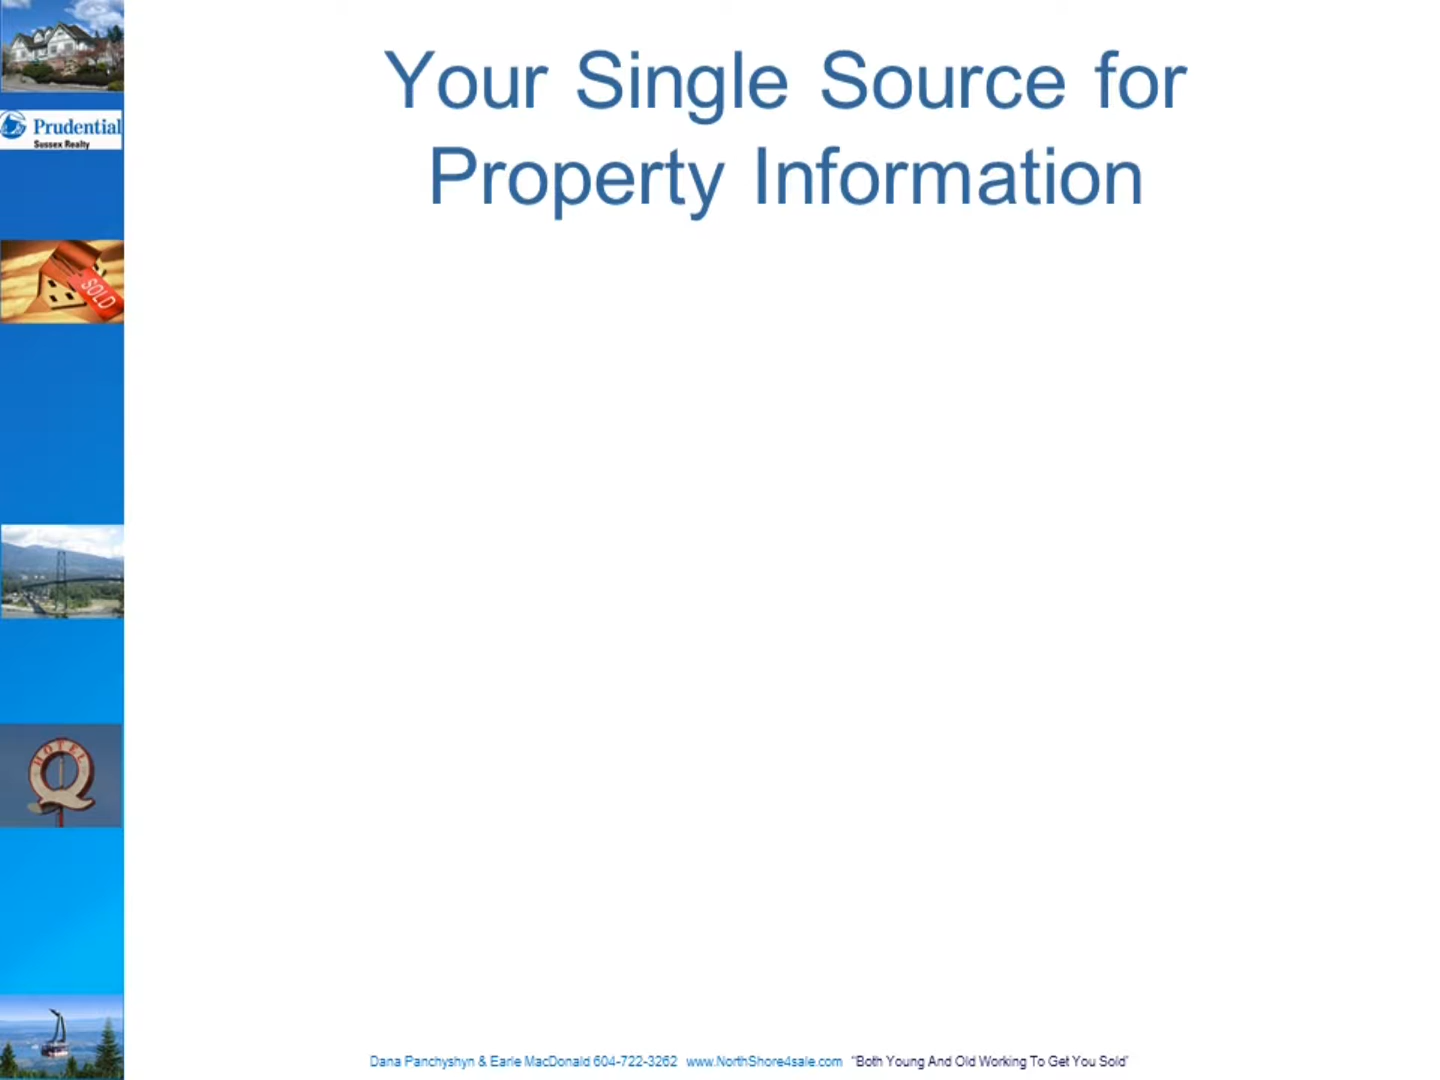 Your Single Source for
Property Information
Prudential
Sussex Realty
SOLD
HOTEL
Q
Dana Panchyshyn & Earle MacDonald 604-722-3262 www.NorthShore4sale.com "Both Young And Old Working To Get You Sold"